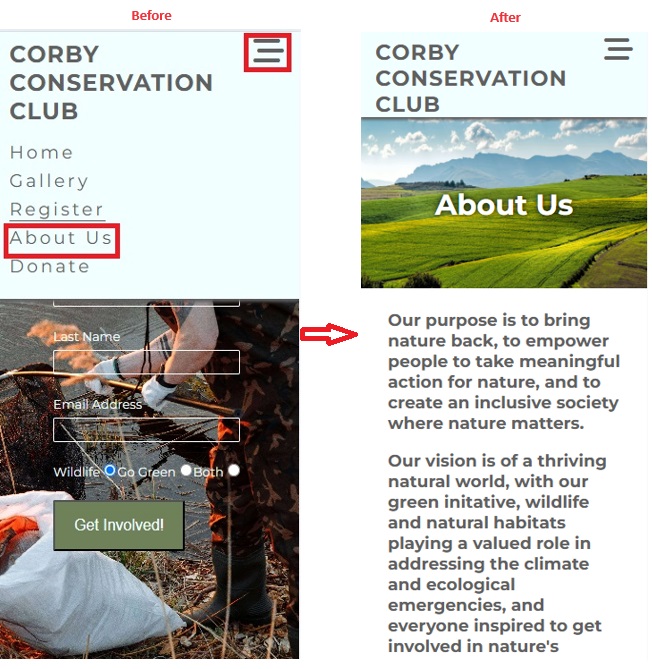 Before
After
CORBY
CONSERVATION
CLUB
Home
Gallery
Register
About Us
Donate
Last Name
Email Address
Wildlife Go Green Both
Get Involved!
CORBY
CONSERVATION
CLUB
About Us
Our purpose is to bring
nature back, to empower
people to take meaningful
action for nature, and to
create an inclusive society
where nature matters.
Our vision is of a thriving
natural world, with our
green initative, wildlife
and natural habitats
playing a valued role in
addressing the climate
and ecological
emergencies, and
everyone inspired to get
involved in nature's